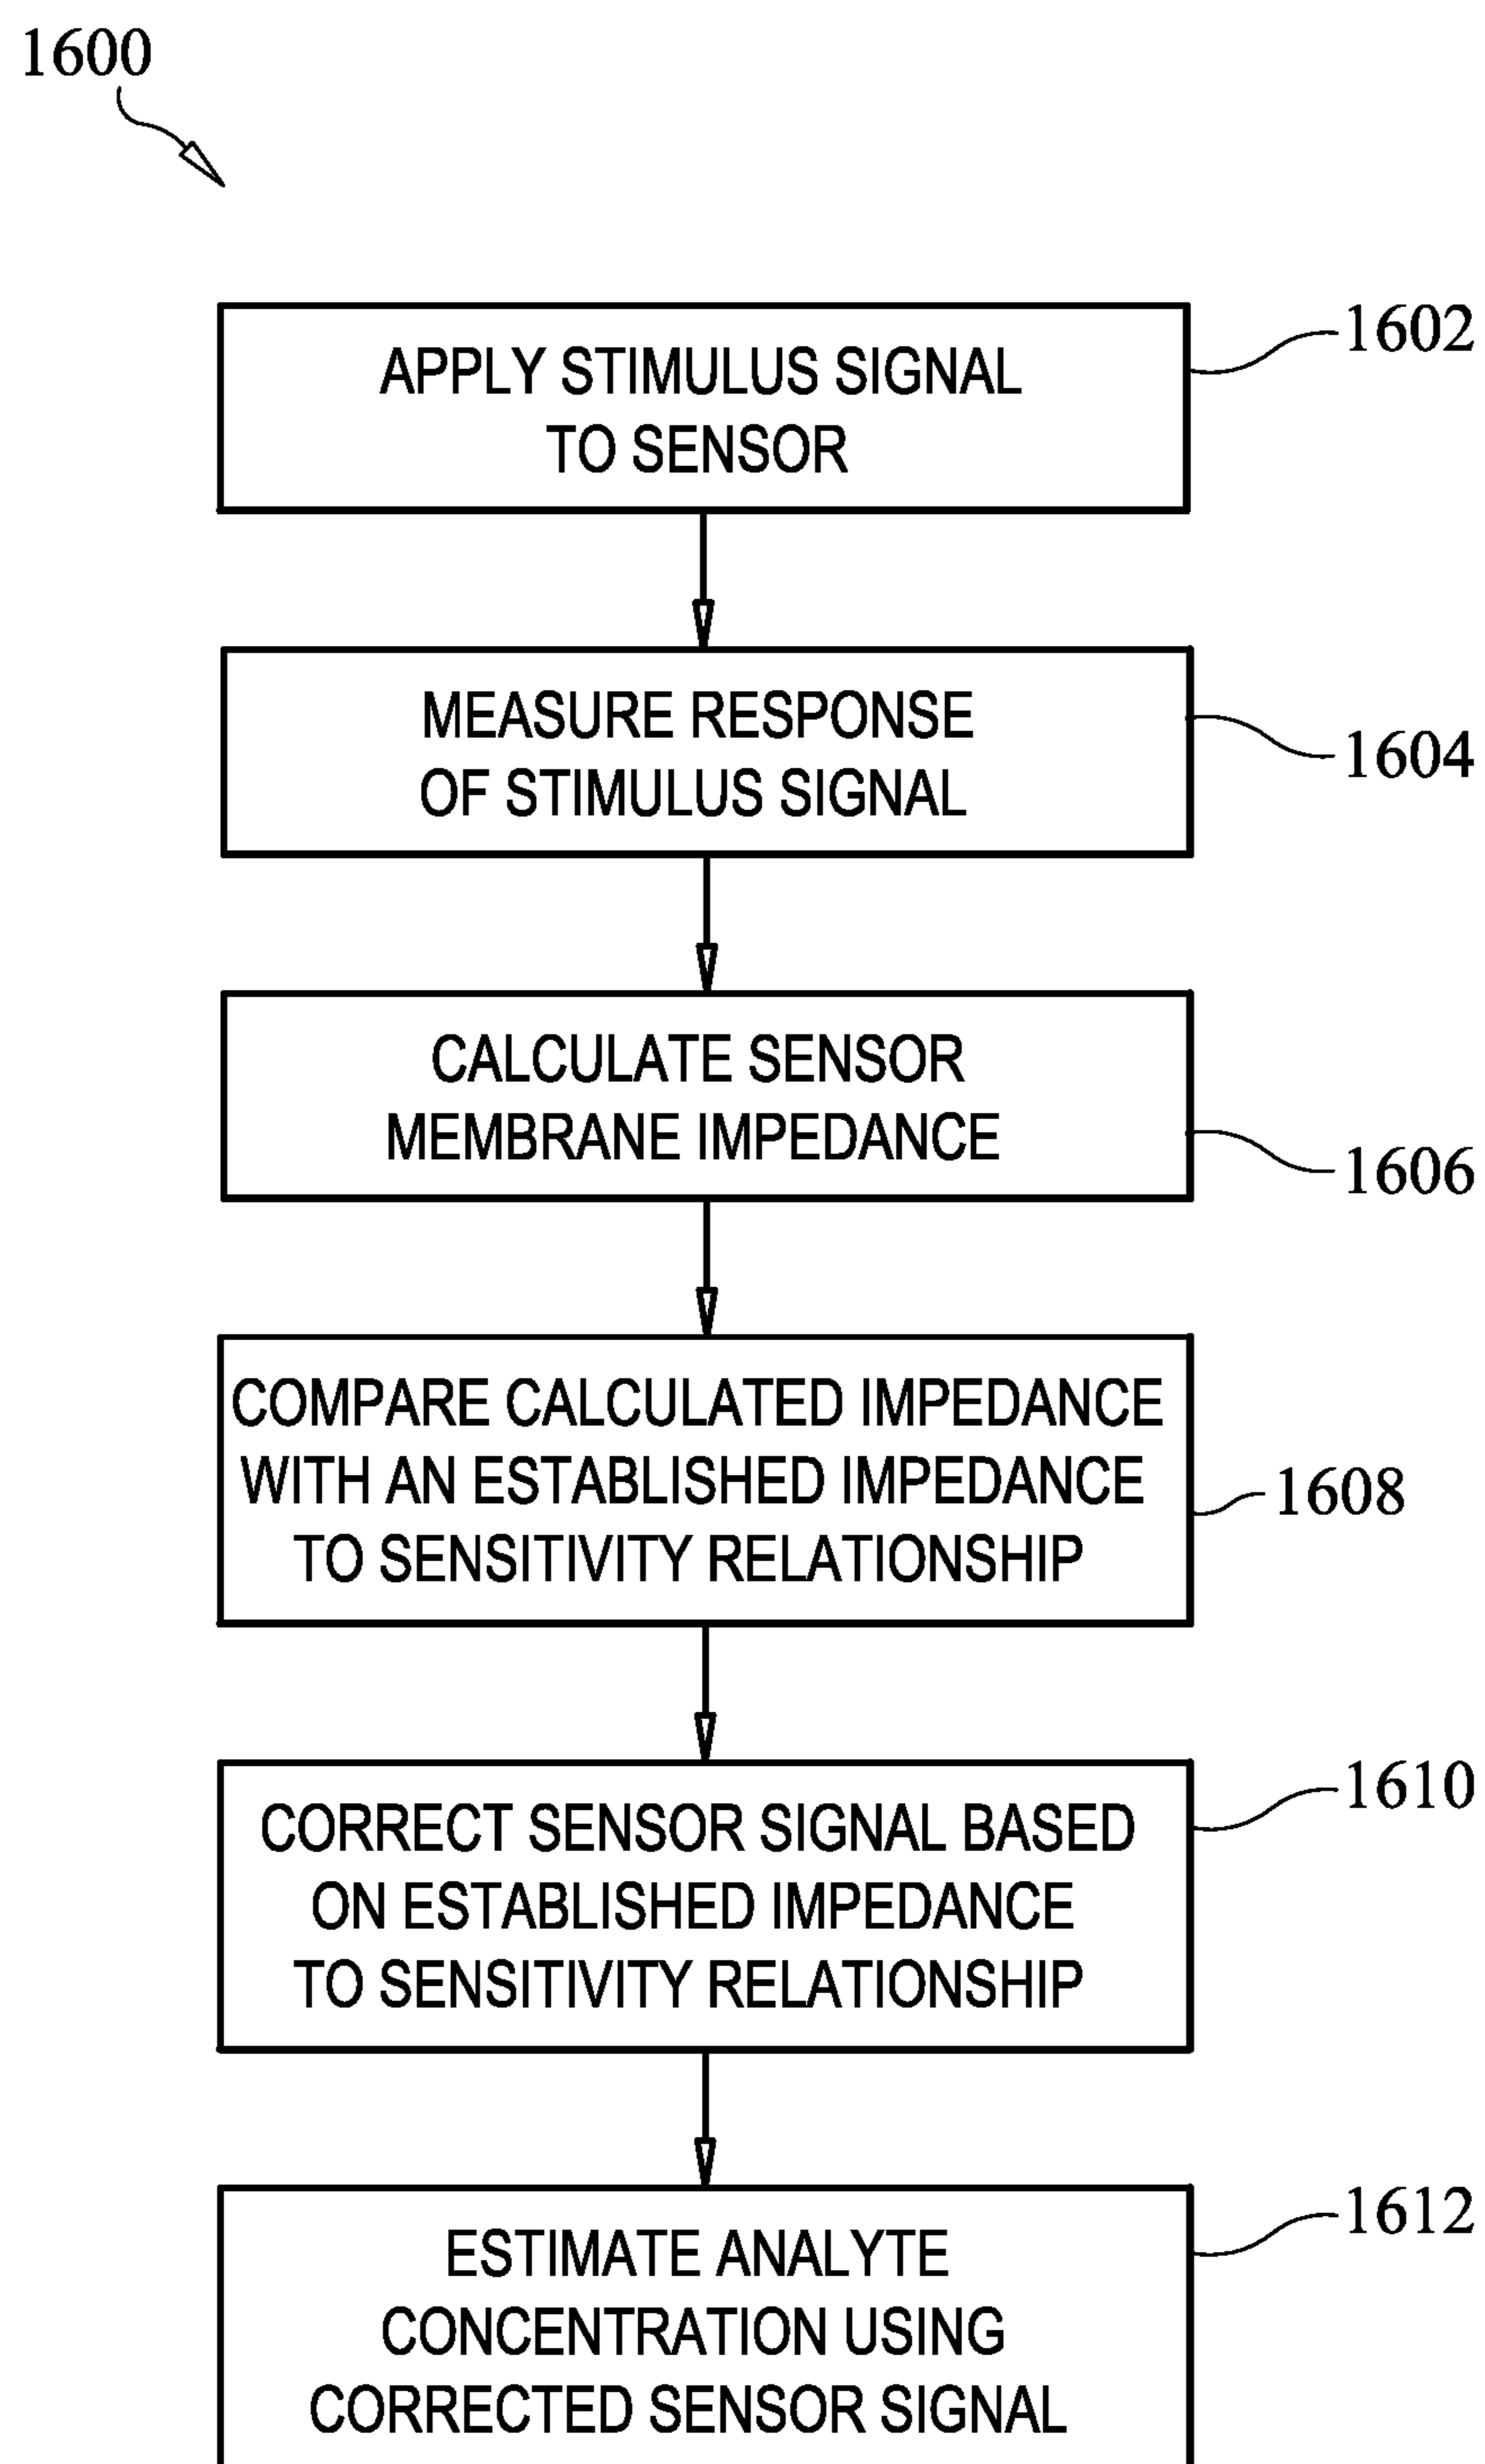 1600
APPLY STIMULUS SIGNAL
TO SENSOR
1602
MEASURE RESPONSE
OF STIMULUS SIGNAL
1604
CALCULATE SENSOR
MEMBRANE IMPEDANCE
1606
COMPARE CALCULATED IMPEDANCE
WITH AN ESTABLISHED IMPEDANCE
TO SENSITIVITY RELATIONSHIP
1608
CORRECT SENSOR SIGNAL BASED
ON ESTABLISHED IMPEDANCE
TO SENSITIVITY RELATIONSHIP
1610
ESTIMATE ANALYTE
CONCENTRATION USING
CORRECTED SENSOR SIGNAL
1612